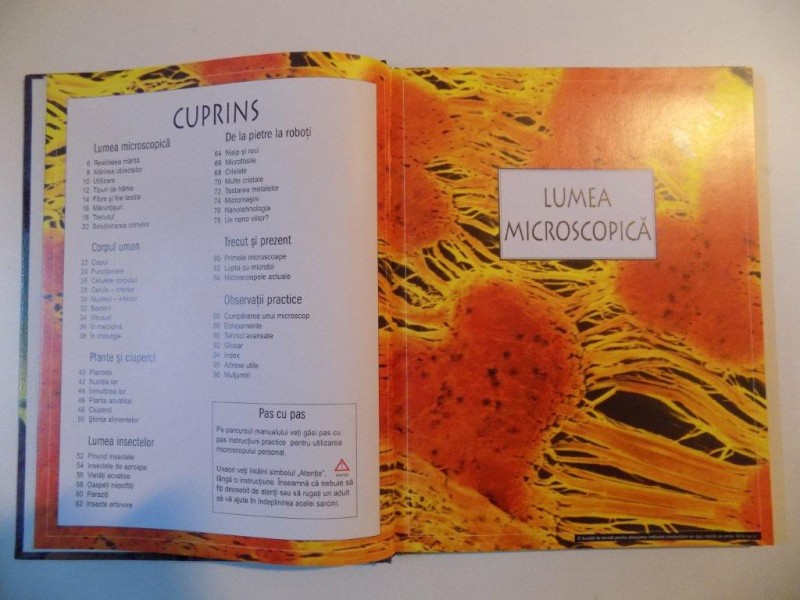 CUPRINS
Lumea microscopică
6 Realitatea mărită
8 Mărirea obiectelor
10 Utilizare
12 Tipuri de hârtie
14 Fibre și fire textile
16 Mărunțișuri
18 Trecutul
20 Soluționarea crimelor
Corpul uman
22 Capul
24 Funcționare
26 Celulele corpului
28 Celula – interior
30 Nucleul – interior
32 Bacterii
34 Virusuri
36 În medicină
38 În chirurgie
Plante și ciuperci
40 Plantele
42 Nutriția lor
44 Înmulțirea lor
46 Plante acvatice
48 Ciuperci
50 Știința alimentelor
Lumea insectelor
52 Privind insectele
54 Insectele de aproape
56 Vietăți acvatice
58 Oaspeți nepoftiți
60 Paraziți
62 Insecte erbivore
De la pietre la roboți
64 Nisip și roci
66 Microfosile
68 Cristale
70 Multe cristale
72 Testarea metalelor
74 Micromașini
76 Nanotehnologia
78 Un nano viitor?
Trecut și prezent
80 Primele microscoape
82 Lupta cu microbii
84 Microscoapele actuale
Observații practice
86 Cumpărarea unui microscop
88 Echipamente
90 Tehnici avansate
92 Glosar
94 Index
95 Adrese utile
96 Mulțumiri
Pas cu pas
Pe parcursul manualului veți găsi pas cu
pas instrucțiuni practice pentru utilizarea
microscopului personal.
Uneori veți întâlni simbolul „Atenție”,
lângă o instrucțiune. Înseamnă că trebuie să
fiți deosebit de atenți sau să rugați un adult
să vă ajute în îndeplinirea acelei sarcini.
LUMEA
MICROSCOPICĂ